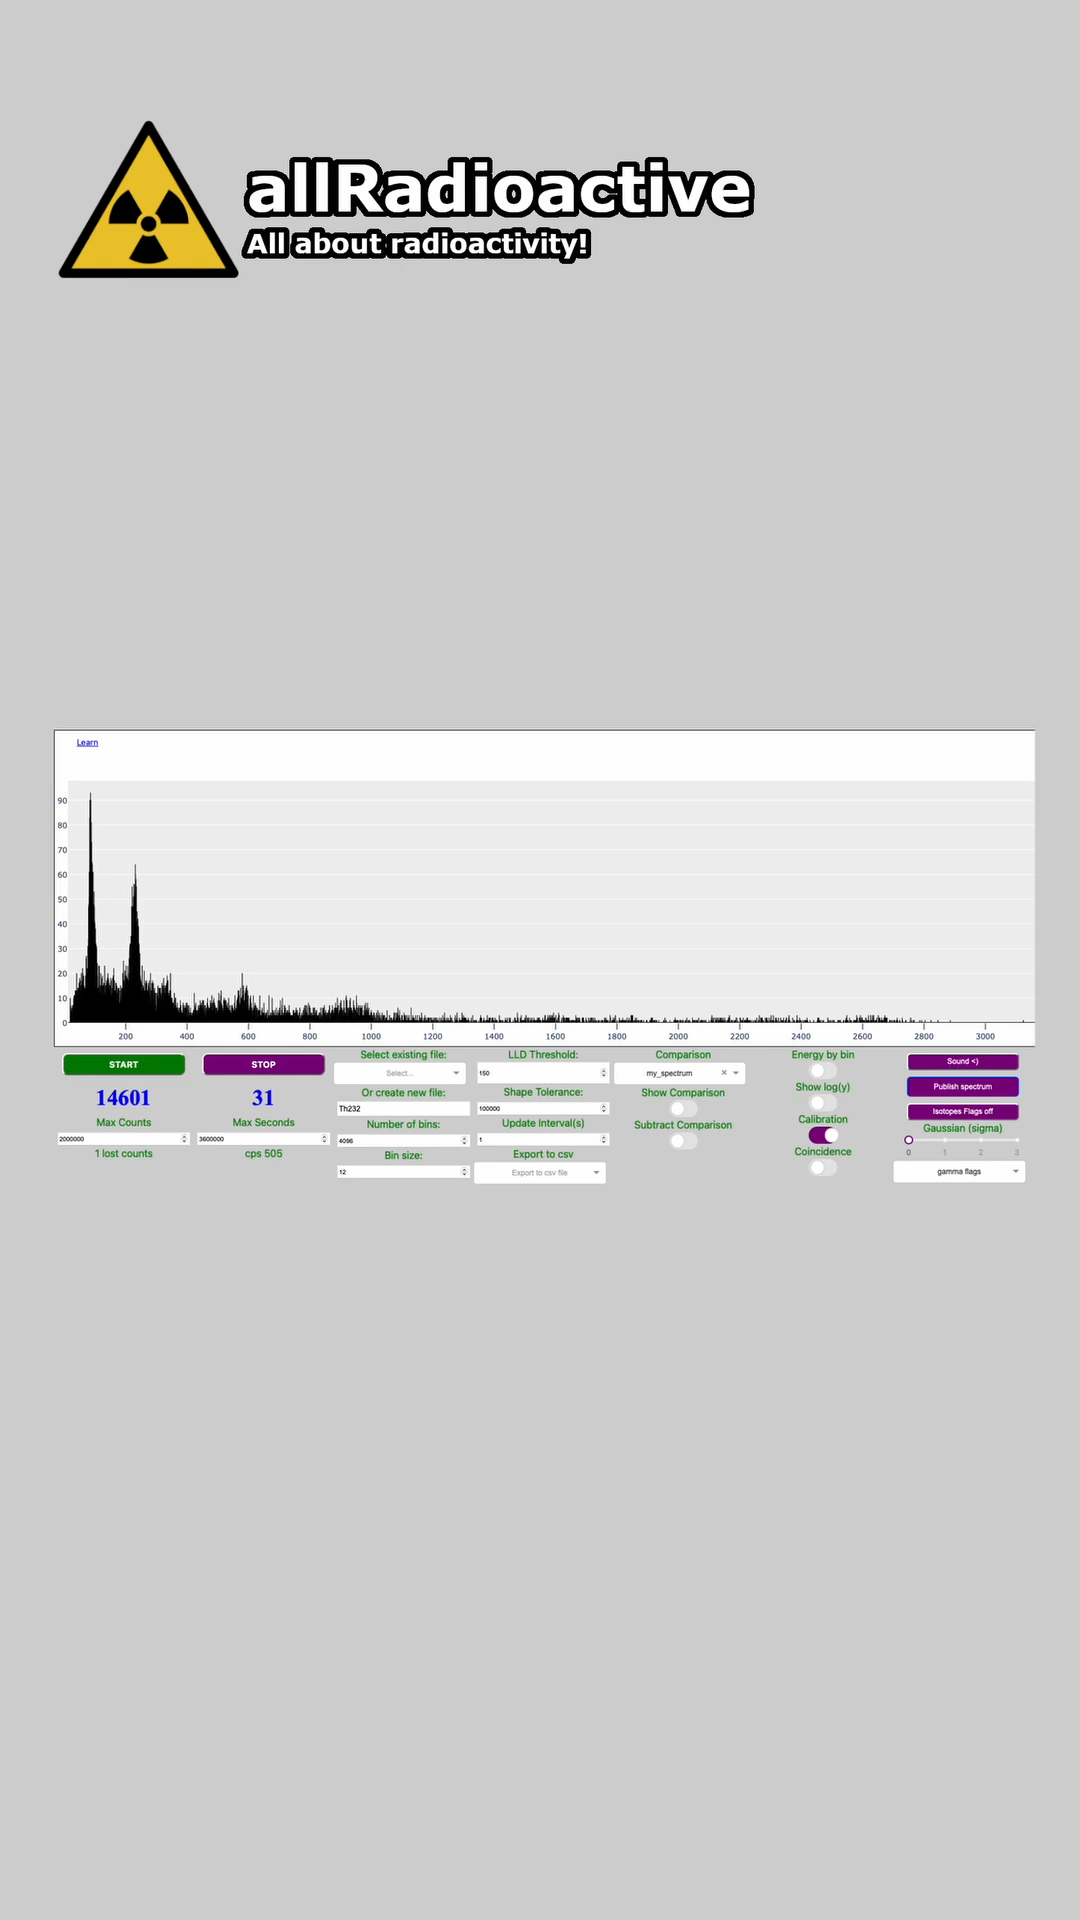 allRadioactive
All about radioactivity!
Learn
90
80
70
60
50
40
30
20
10
0
200 400 600 800 1000 1200 1400 1600 1800 2000 2200 2400 2600 2800 3000
START
STOP
14601
31
Max Counts
Max Seconds
2000000
3600000
1 lost counts
cps 505
Select existing file:
Select...
Or create new file:
Th232
Number of bins:
4096
Bin size:
12
LLD Threshold:
150
Shape Tolerance:
100000
Update Interval(s)
1
Export to csv
Export to csv file
Comparison
my_spectrum ×
Show Comparison
Subtract Comparison
Energy by bin
Show log(y)
Calibration
Coincidence
Sound <)
Publish spectrum
Isotopes Flags off
Gaussian (sigma)
0 1 2 3
gamma flags